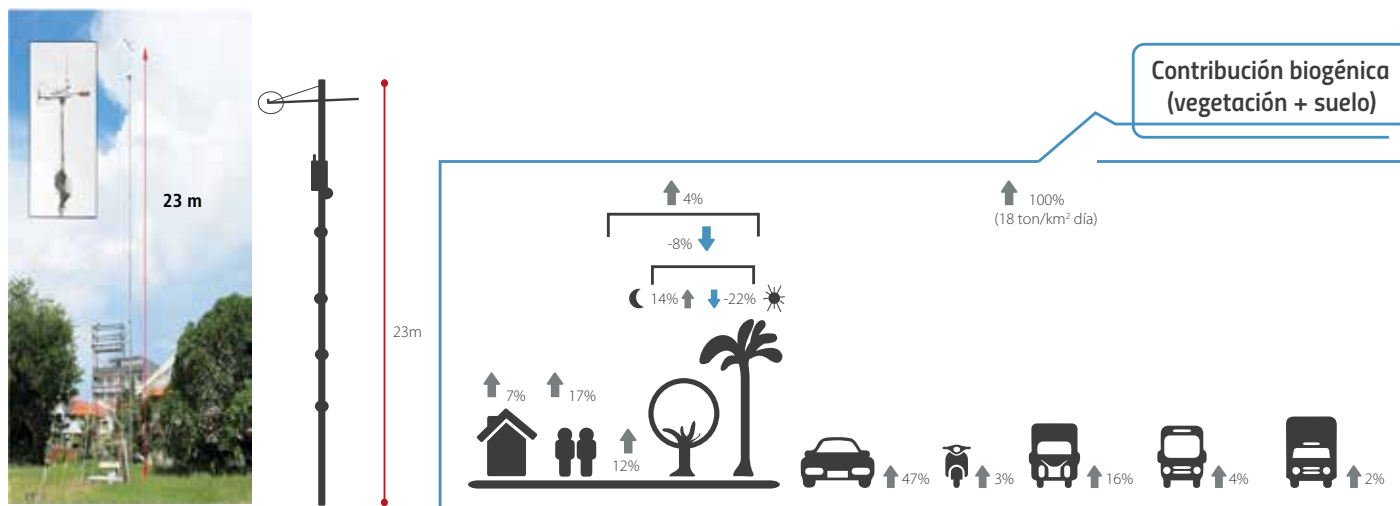 23 m
23m
Contribución biogénica
(vegetación + suelo)
4%
-8%
14%
-22%
100%
(18 ton/km² día)
7%
17%
12%
47%
3%
16%
4%
2%